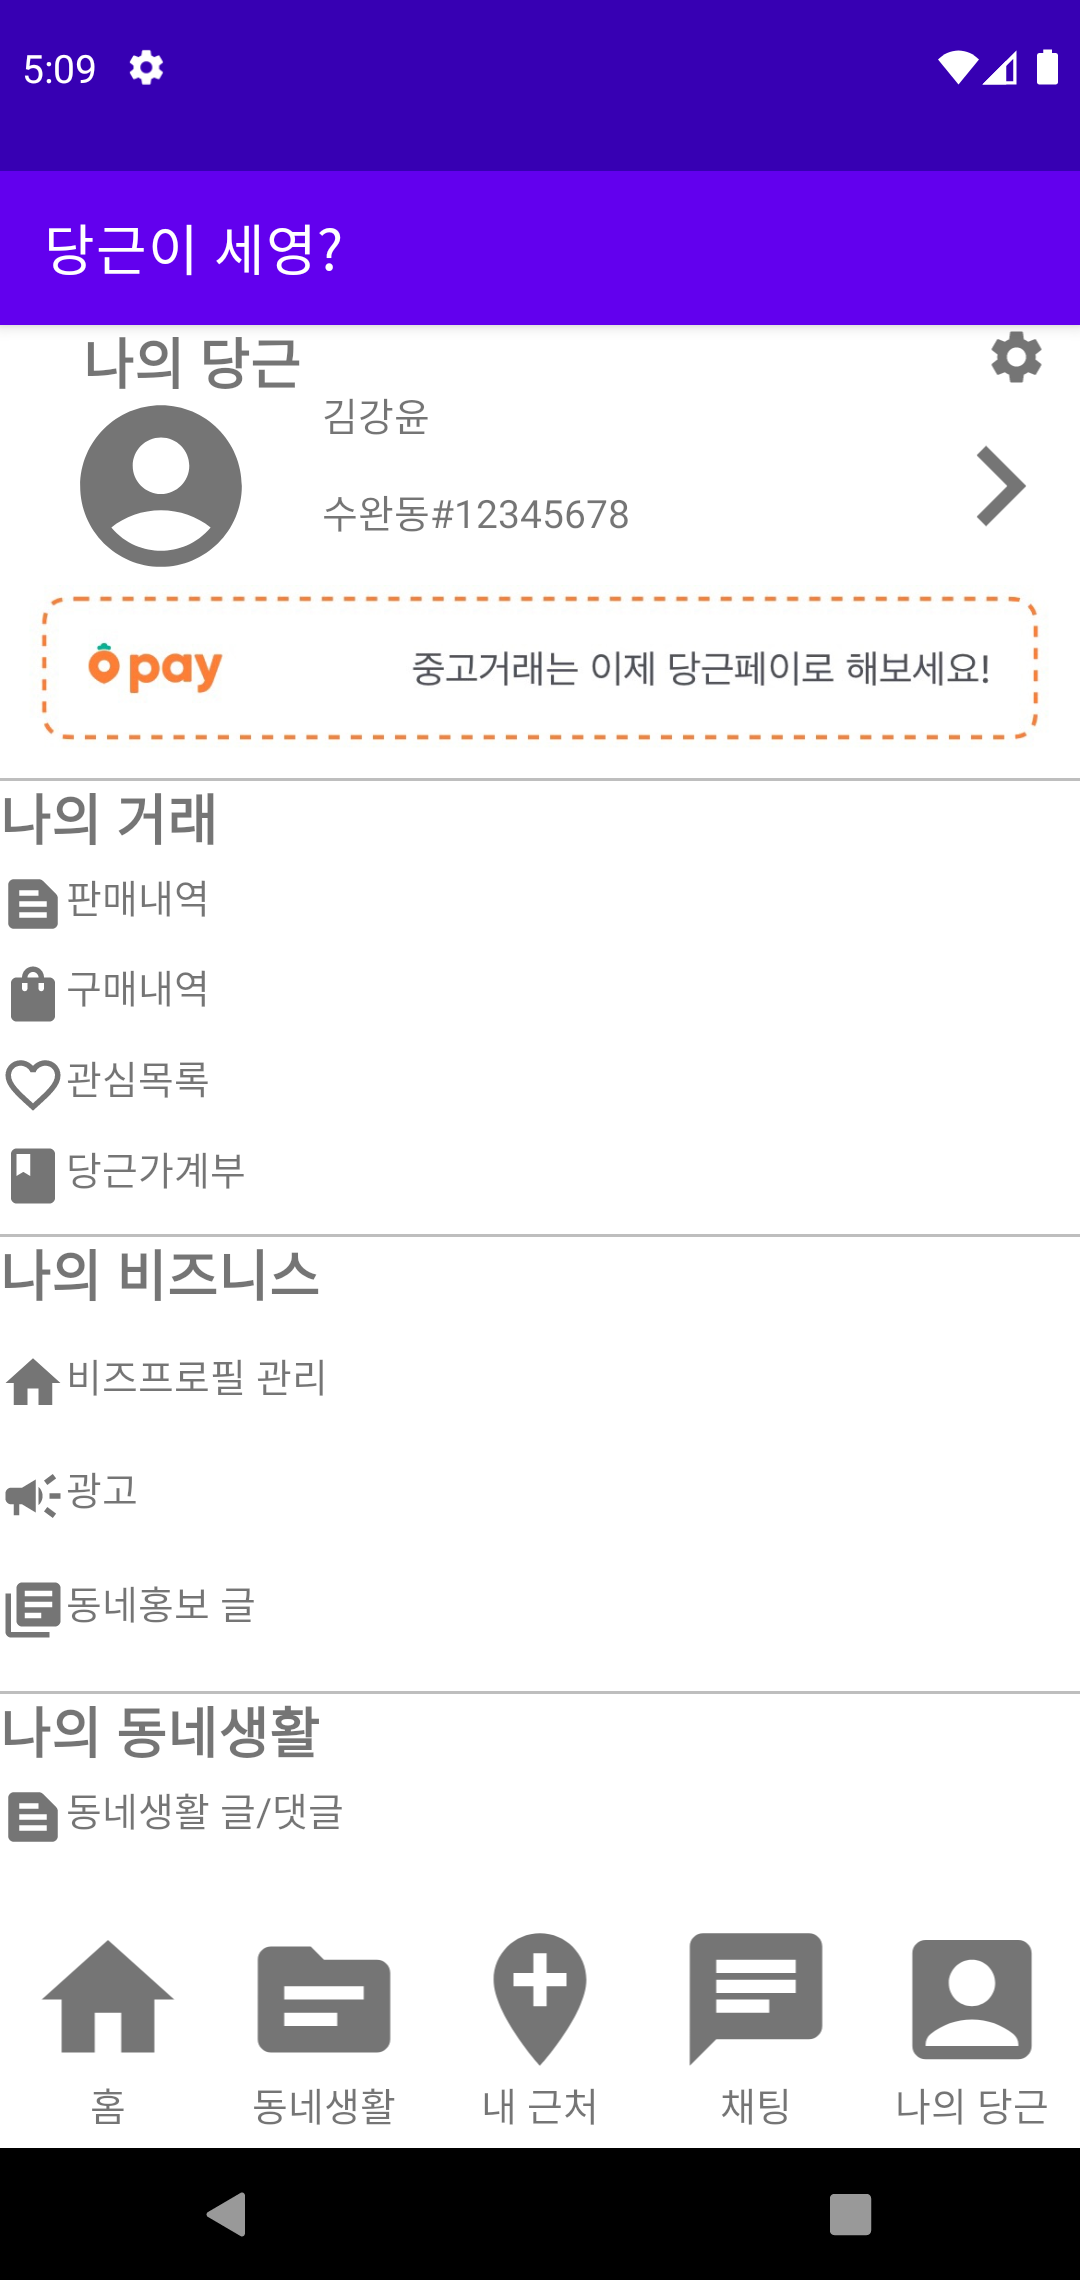 5:09
당근이 세영?
나의 당근
김강윤
수완동#12345678
pay 중고거래는 이제 당근페이로 해보세요!
나의 거래
판매내역
구매내역
관심목록
당근가계부
나의 비즈니스
비즈프로필 관리
광고
동네홍보 글
나의 동네생활
동네생활 글/댓글
홈 동네생활 내 근처 채팅 나의 당근